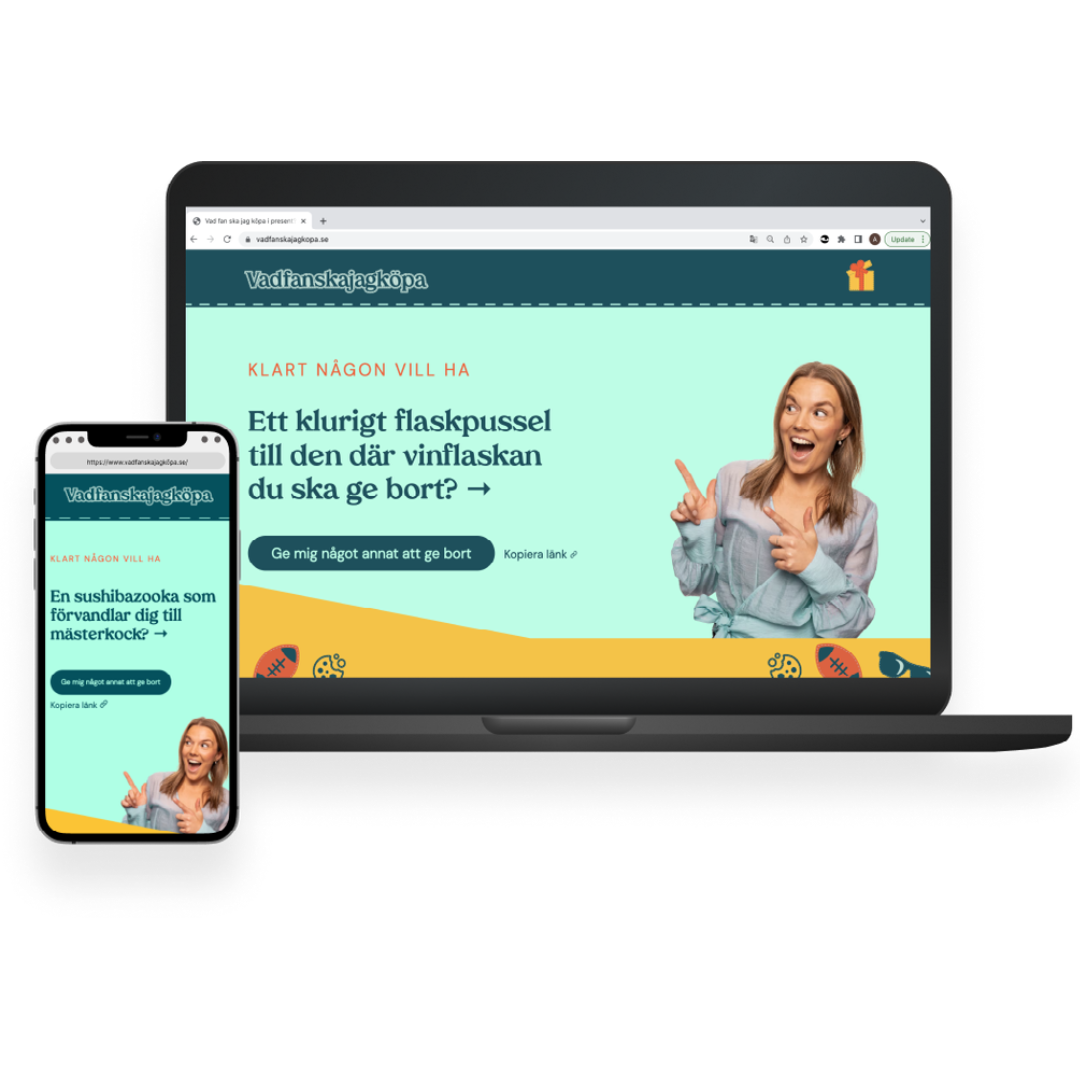 Vad fan ska jag köpa i present
vadfanskajagkopa.se
Update
Vadfanskajagköpa
KLART NÅGON VILL HA
Ett klurigt flaskpussel
till den där vinflaskan
du ska ge bort? →
Ge mig något annat att ge bort
Kopiera länk
https://www.vadfanskajagköpa.se/
Vadfanskajagköpa
KLART NÅGON VILL HA
En sushibazooka som
förvandlar dig till
mästerkock? →
Ge mig något annat att ge bort
Kopiera länk